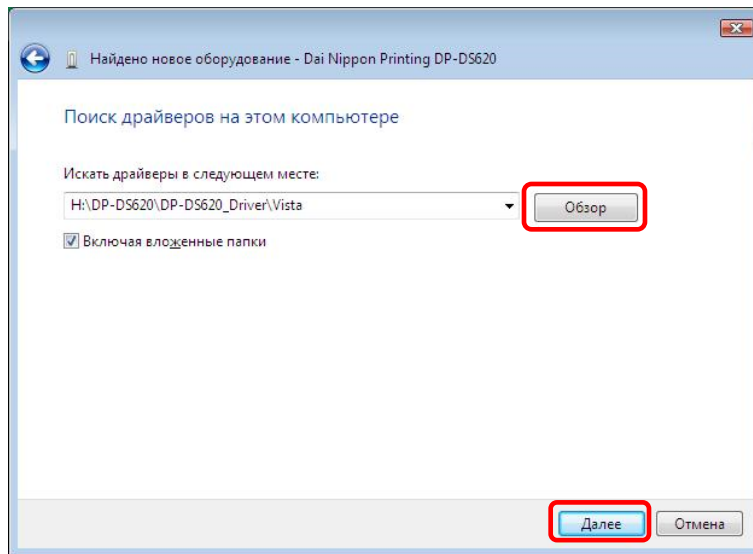 Найдено новое оборудование - Dai Nippon Printing DP-DS620
Поиск драйверов на этом компьютере
Искать драйверы в следующем месте:
H:\DP-DS620\DP-DS620_Driver\Vista
Обзор
Включая вложенные папки
Далее
Отмена